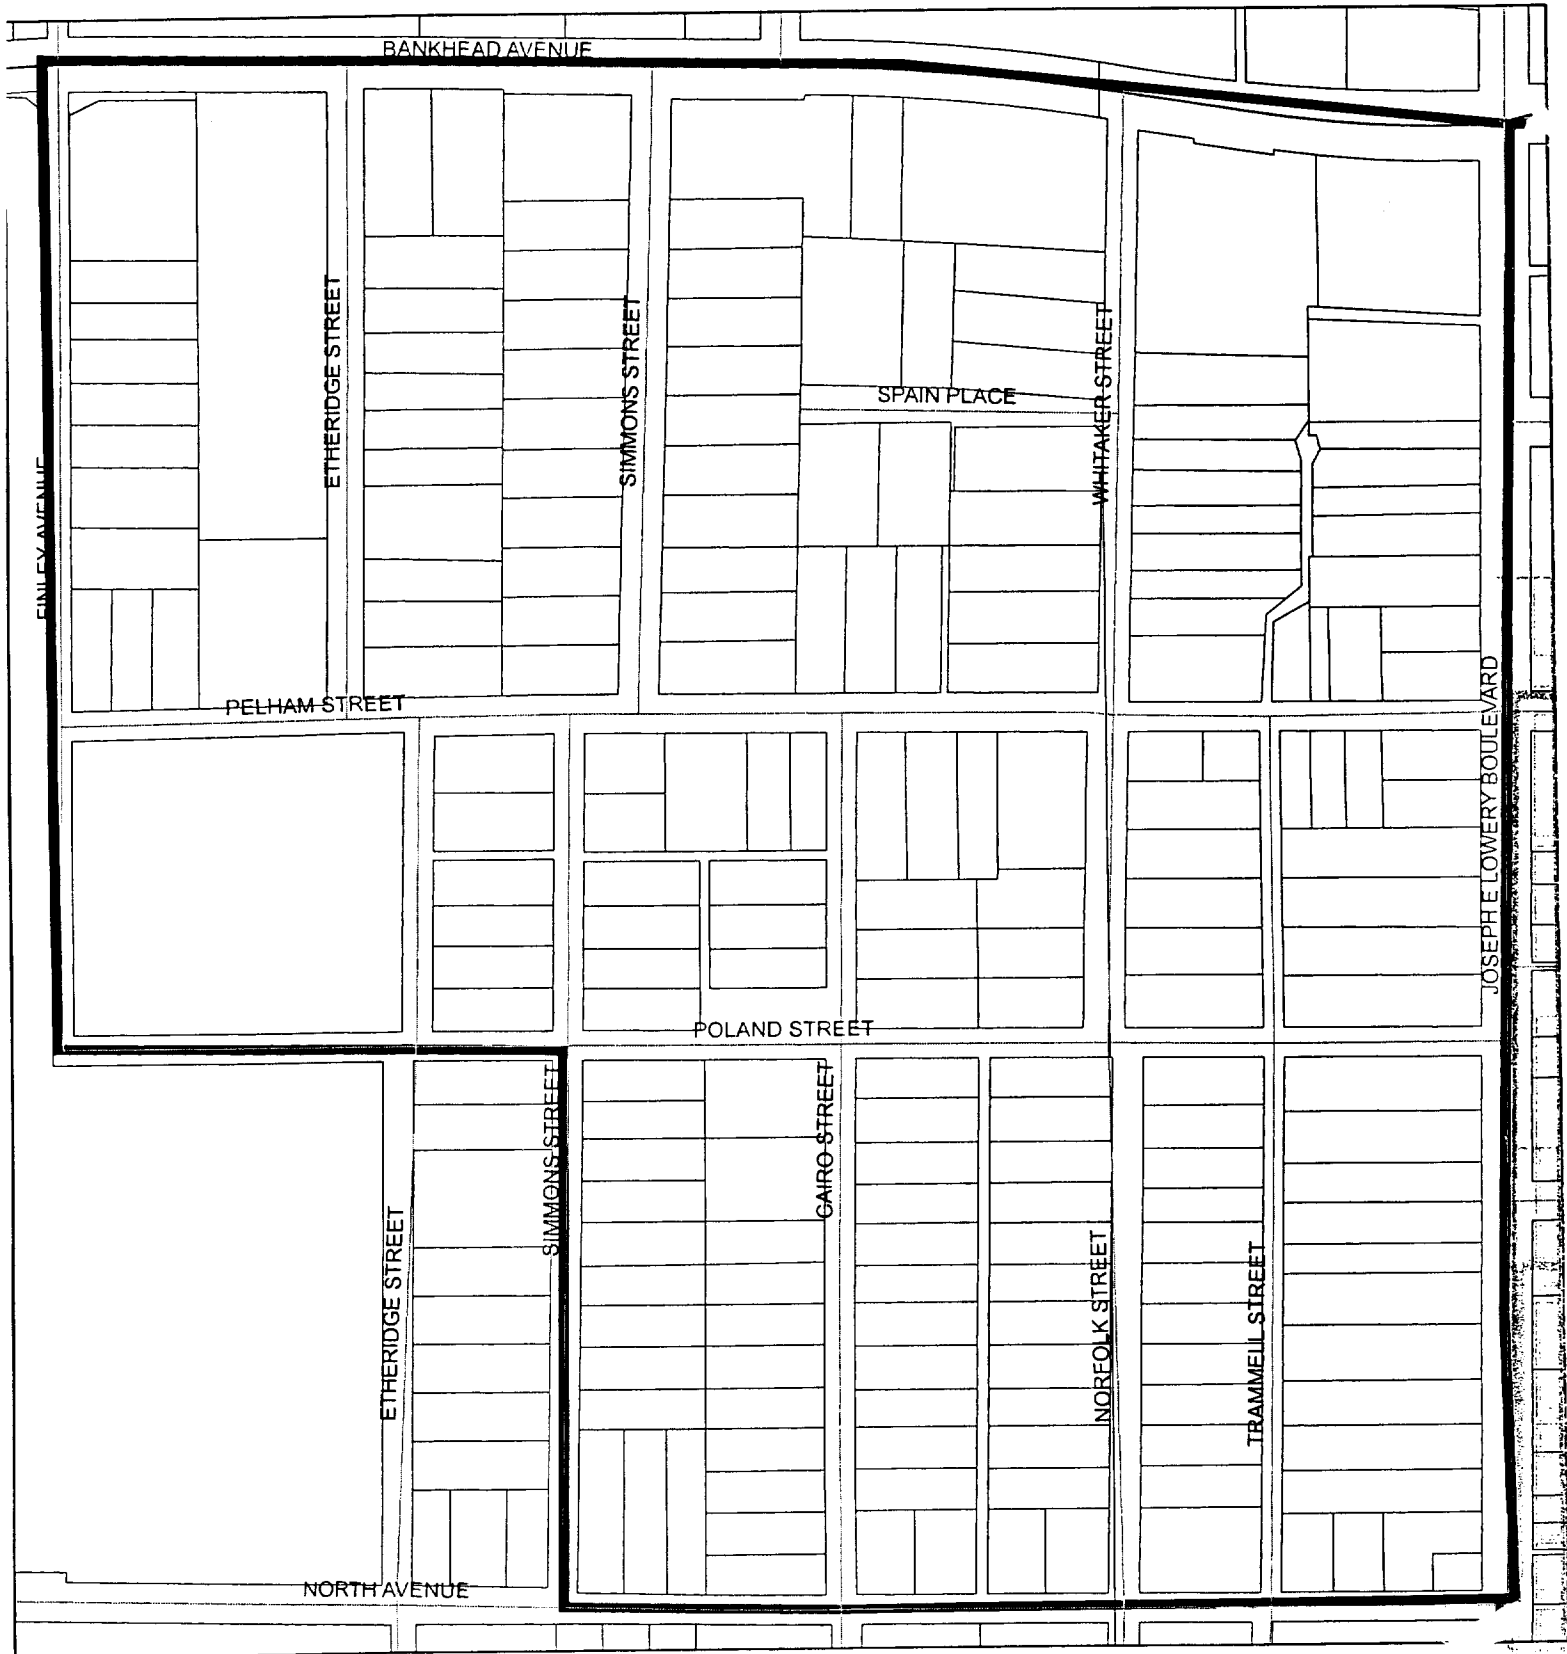 BANKHEAD AVENUE
ETHERIDGE STREET
SIMMONS STREET
WHITAKER STREET
SPAIN PLACE
FINLEY AVENUE
PELHAM STREET
JOSEPH E LOWERY BOULEVARD
POLAND STREET
SIMMONS STREET
CAIRO STREET
ETHERIDGE STREET
NORFOLK STREET
TRAMMELL STREET
NORTH AVENUE